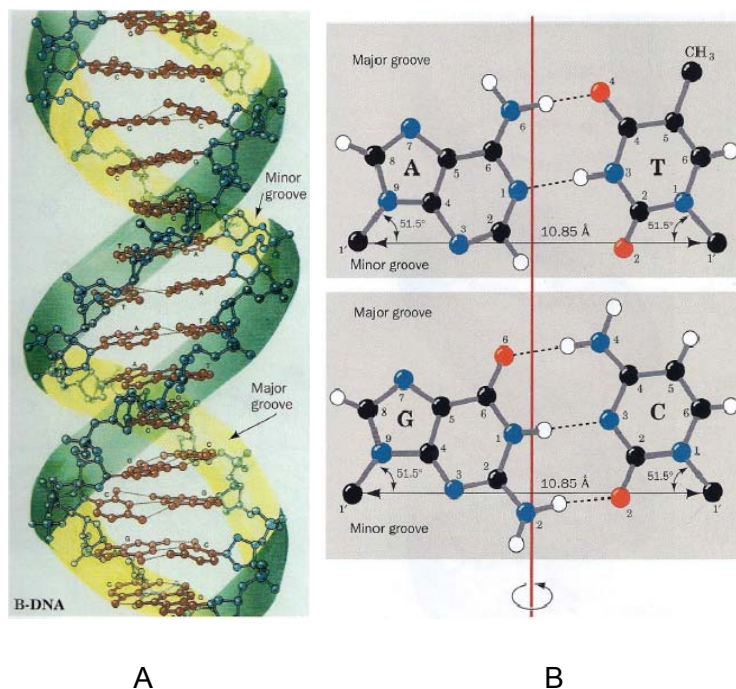 G C
C G
C
Minor groove
T A
T A
A T
A
Major groove
C G
G C
G C
C G
B-DNA
A
Major groove
CH3
4
6
7
8 5 6 4 5
A T
1 3 6
9 4 2 2 1
51.5° 3 10.85 Å 51.5°
1' 2 1'
Minor groove
Major groove
6 4
7
8 5 6 4 5
G C
1 3 6
9 4 2 2 1
51.5° 3 10.85 Å 51.5°
1' 2 2 1'
Minor groove
B